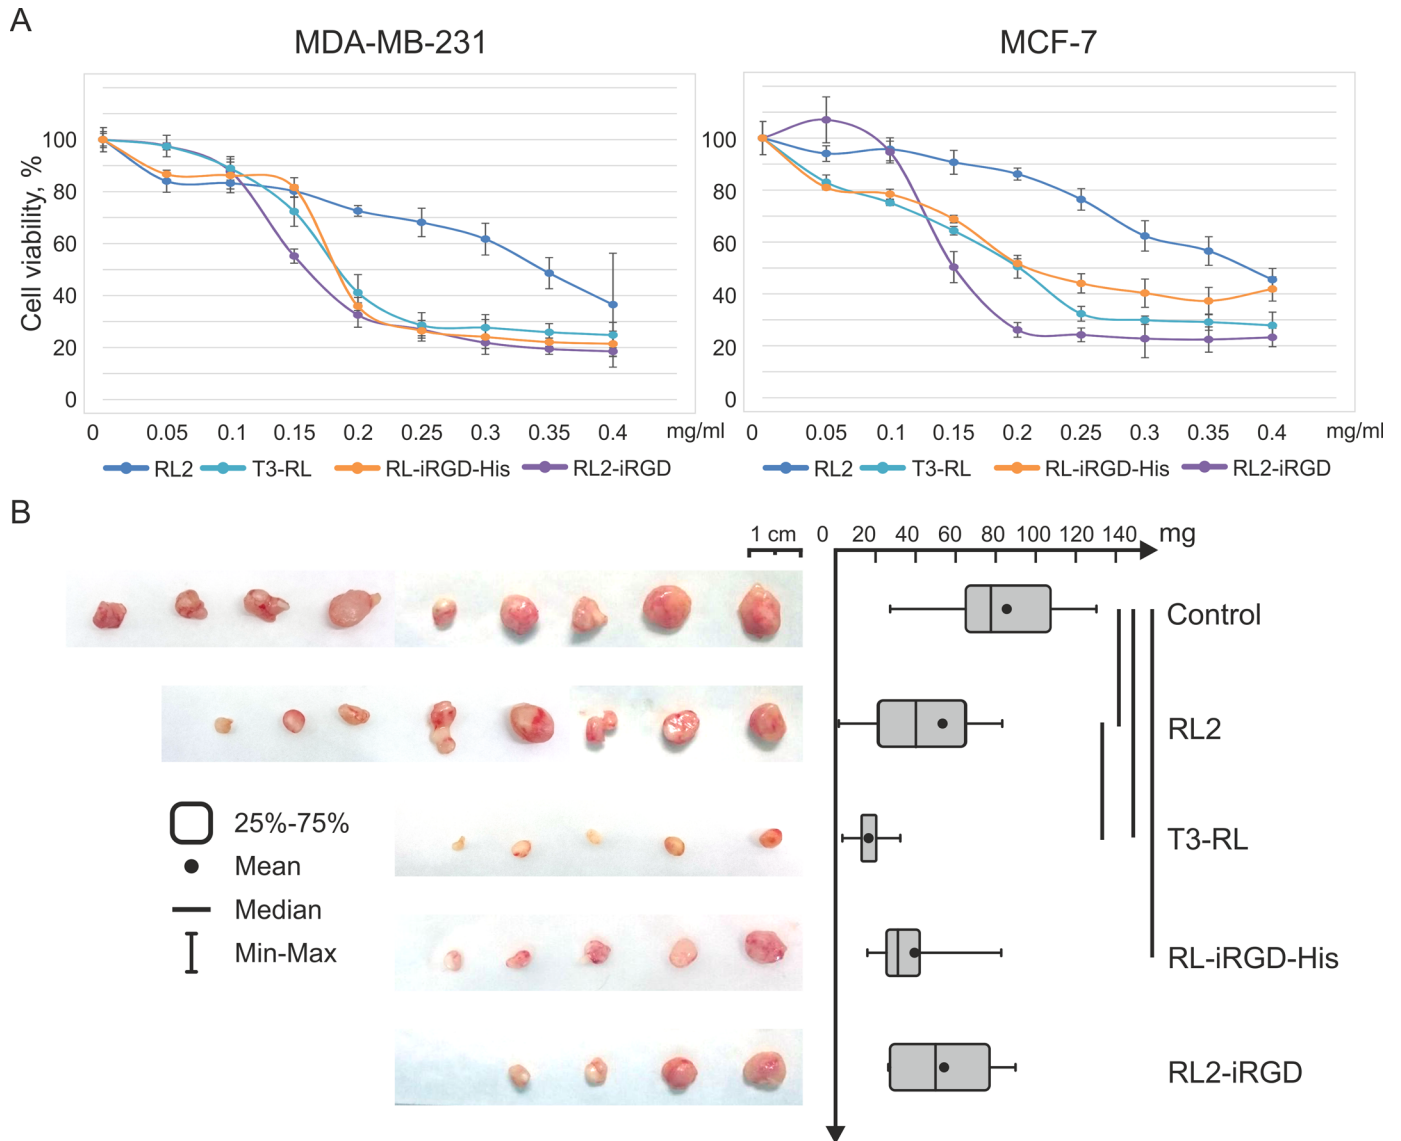 A
MDA-MB-231
MCF-7
Cell viability, %
100
80
60
40
20
0
0 0.05 0.1 0.15 0.2 0.25 0.3 0.35 0.4 mg/ml
RL2 T3-RL RL-iRGD-His RL2-iRGD
100
80
60
40
20
0
0 0.05 0.1 0.15 0.2 0.25 0.3 0.35 0.4 mg/ml
RL2 T3-RL RL-iRGD-His RL2-iRGD
B
1 cm
0 20 40 60 80 100 120 140 mg
Control
RL2
T3-RL
RL-iRGD-His
RL2-iRGD
25%-75%
Mean
Median
Min-Max